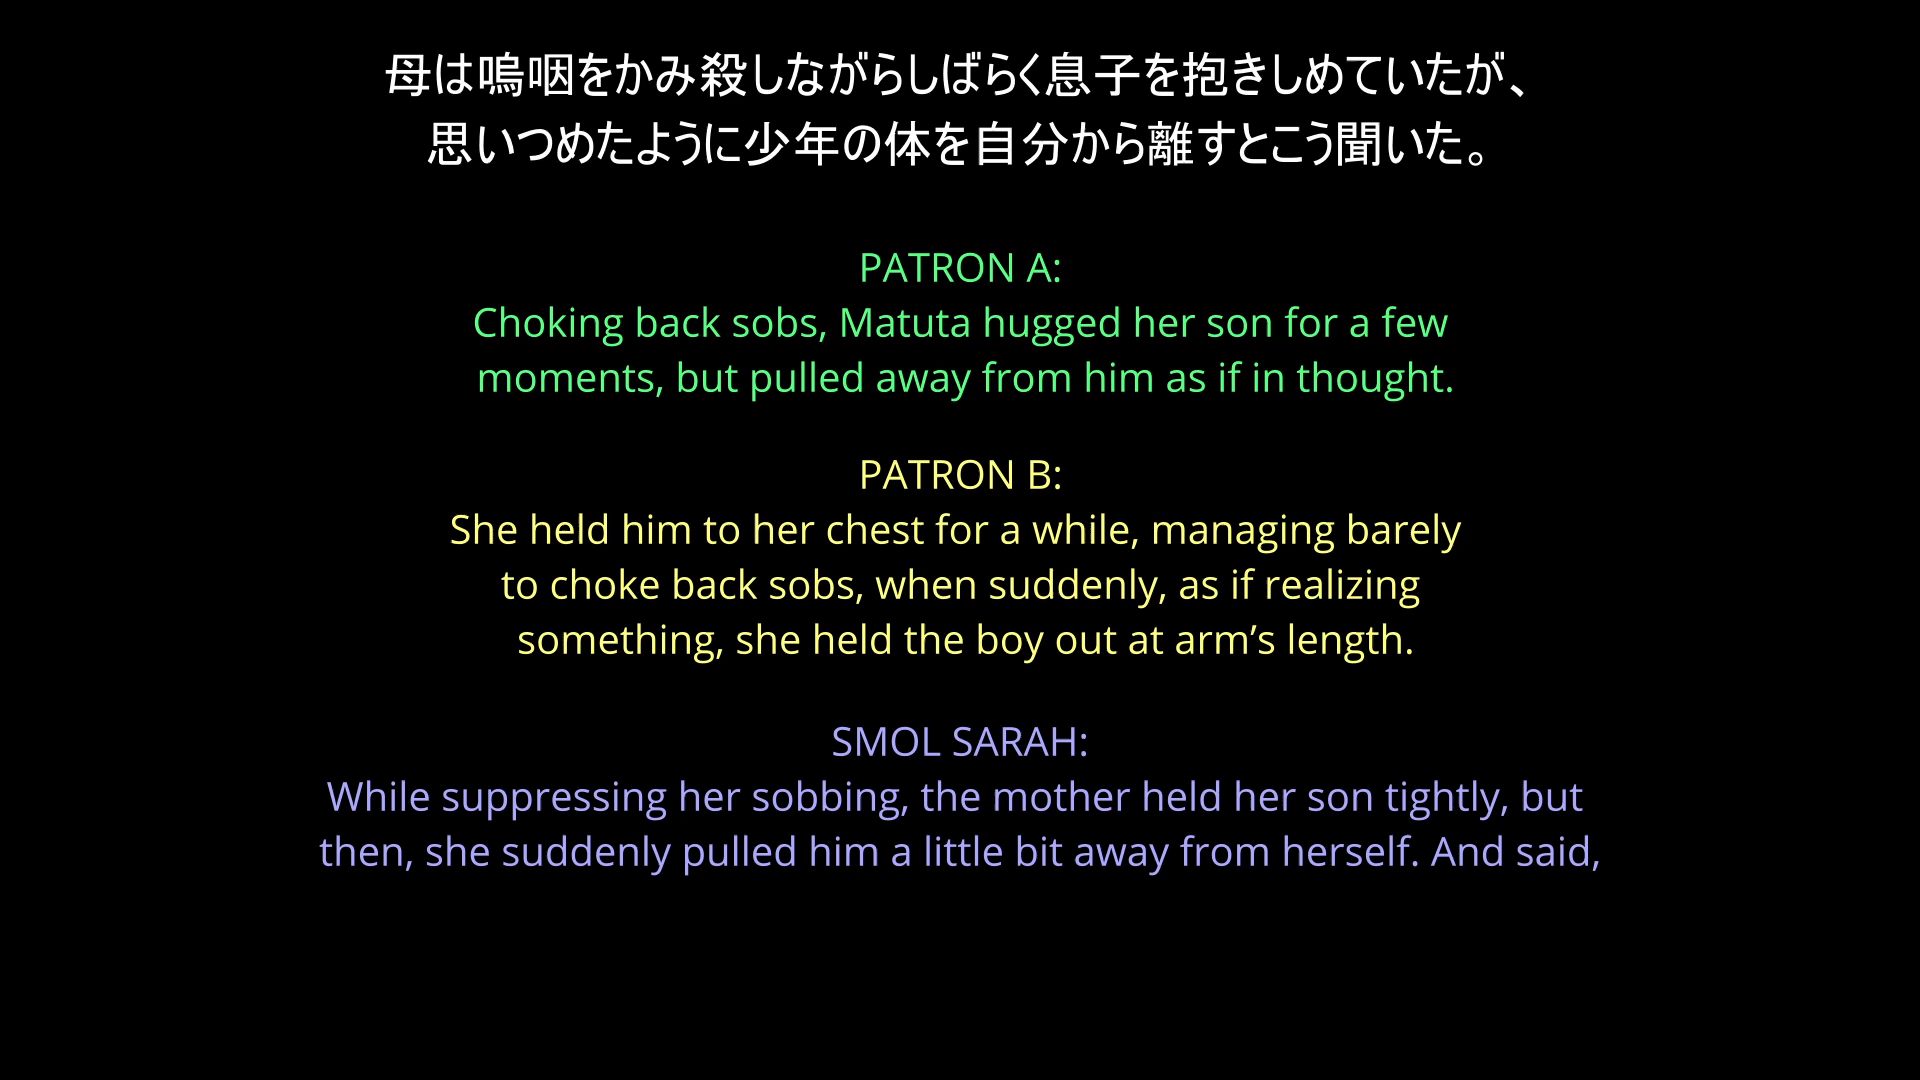 母は嗚咽をかみ殺しながらしばらく息子を抱きしめていたが、
思いつめたように少年の体を自分から離すとこう聞いた。
PATRON A:
Choking back sobs, Matuta hugged her son for a few
moments, but pulled away from him as if in thought.
PATRON B:
She held him to her chest for a while, managing barely
to choke back sobs, when suddenly, as if realizing
something, she held the boy out at arm’s length.
SMOL SARAH:
While suppressing her sobbing, the mother held her son tightly, but
then, she suddenly pulled him a little bit away from herself. And said,